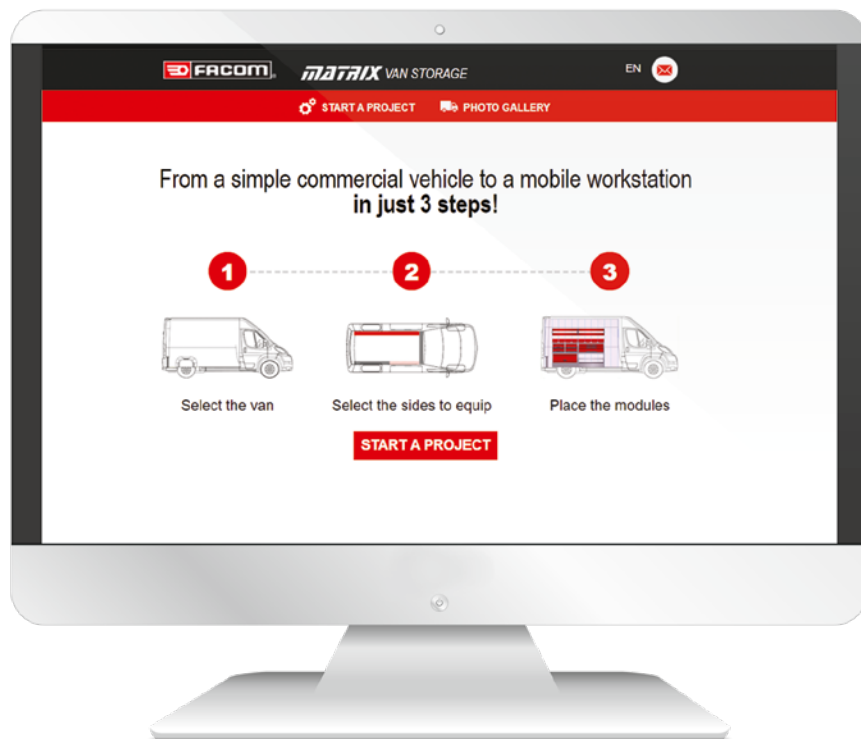 FACOM®
MATRIX VAN STORAGE
EN
START A PROJECT
PHOTO GALLERY
From a simple commercial vehicle to a mobile workstation
in just 3 steps!
1
2
3
Select the van
Select the sides to equip
Place the modules
START A PROJECT